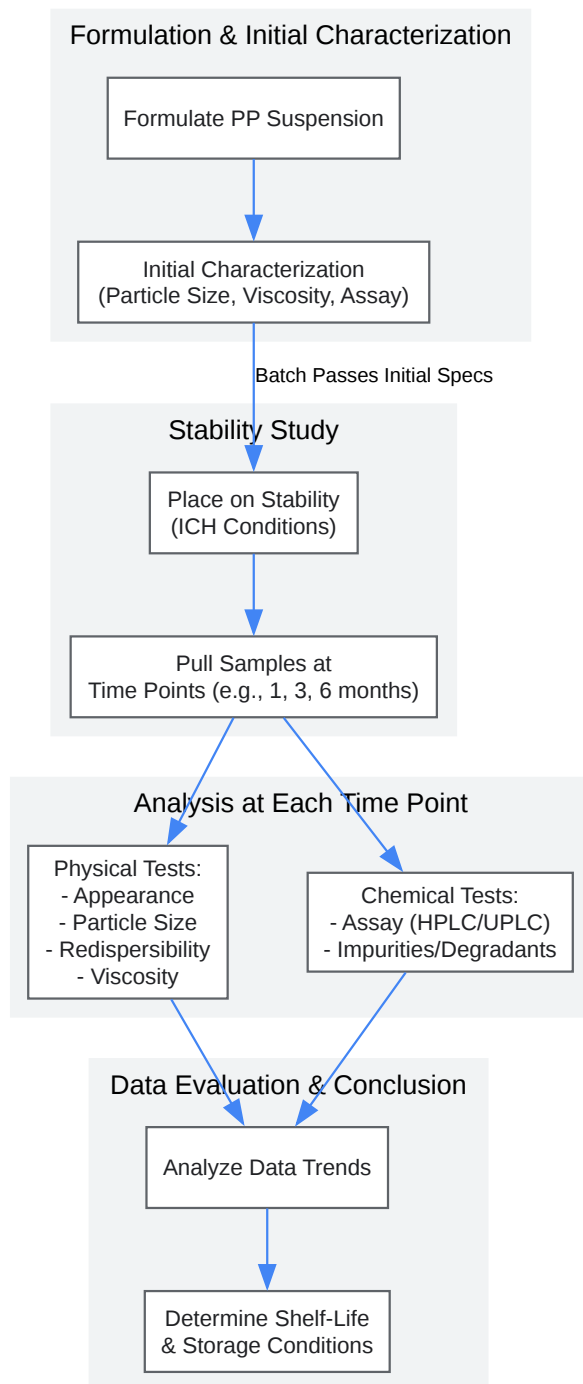 Formulation & Initial Characterization
Formulate PP Suspension
Initial Characterization
(Particle Size, Viscosity, Assay)
Batch Passes Initial Specs
Stability Study
Place on Stability
(ICH Conditions)
Pull Samples at
Time Points (e.g., 1, 3, 6 months)
Analysis at Each Time Point
Physical Tests:
- Appearance
- Particle Size
- Redispersibility
- Viscosity
Chemical Tests:
- Assay (HPLC/UPLC)
- Impurities/Degradants
Data Evaluation & Conclusion
Analyze Data Trends
Determine Shelf-Life
& Storage Conditions